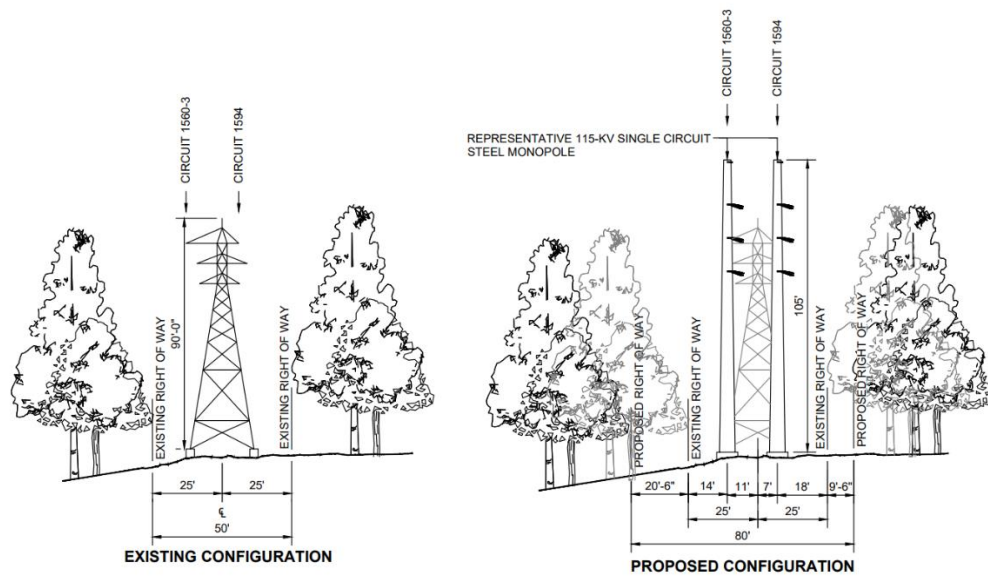 CIRCUIT 1560-3
CIRCUIT 1594
90'-0"
EXISTING RIGHT OF WAY
EXISTING RIGHT OF WAY
25'
25'
℄
50'
EXISTING CONFIGURATION
CIRCUIT 1560-3
CIRCUIT 1594
REPRESENTATIVE 115-KV SINGLE CIRCUIT
STEEL MONOPOLE
105'
PROPOSED RIGHT OF WAY
EXISTING RIGHT OF WAY
EXISTING RIGHT OF WAY
PROPOSED RIGHT OF WAY
20'-6"
14'
11'
7'
18'
9'-6"
25'
25'
80'
PROPOSED CONFIGURATION